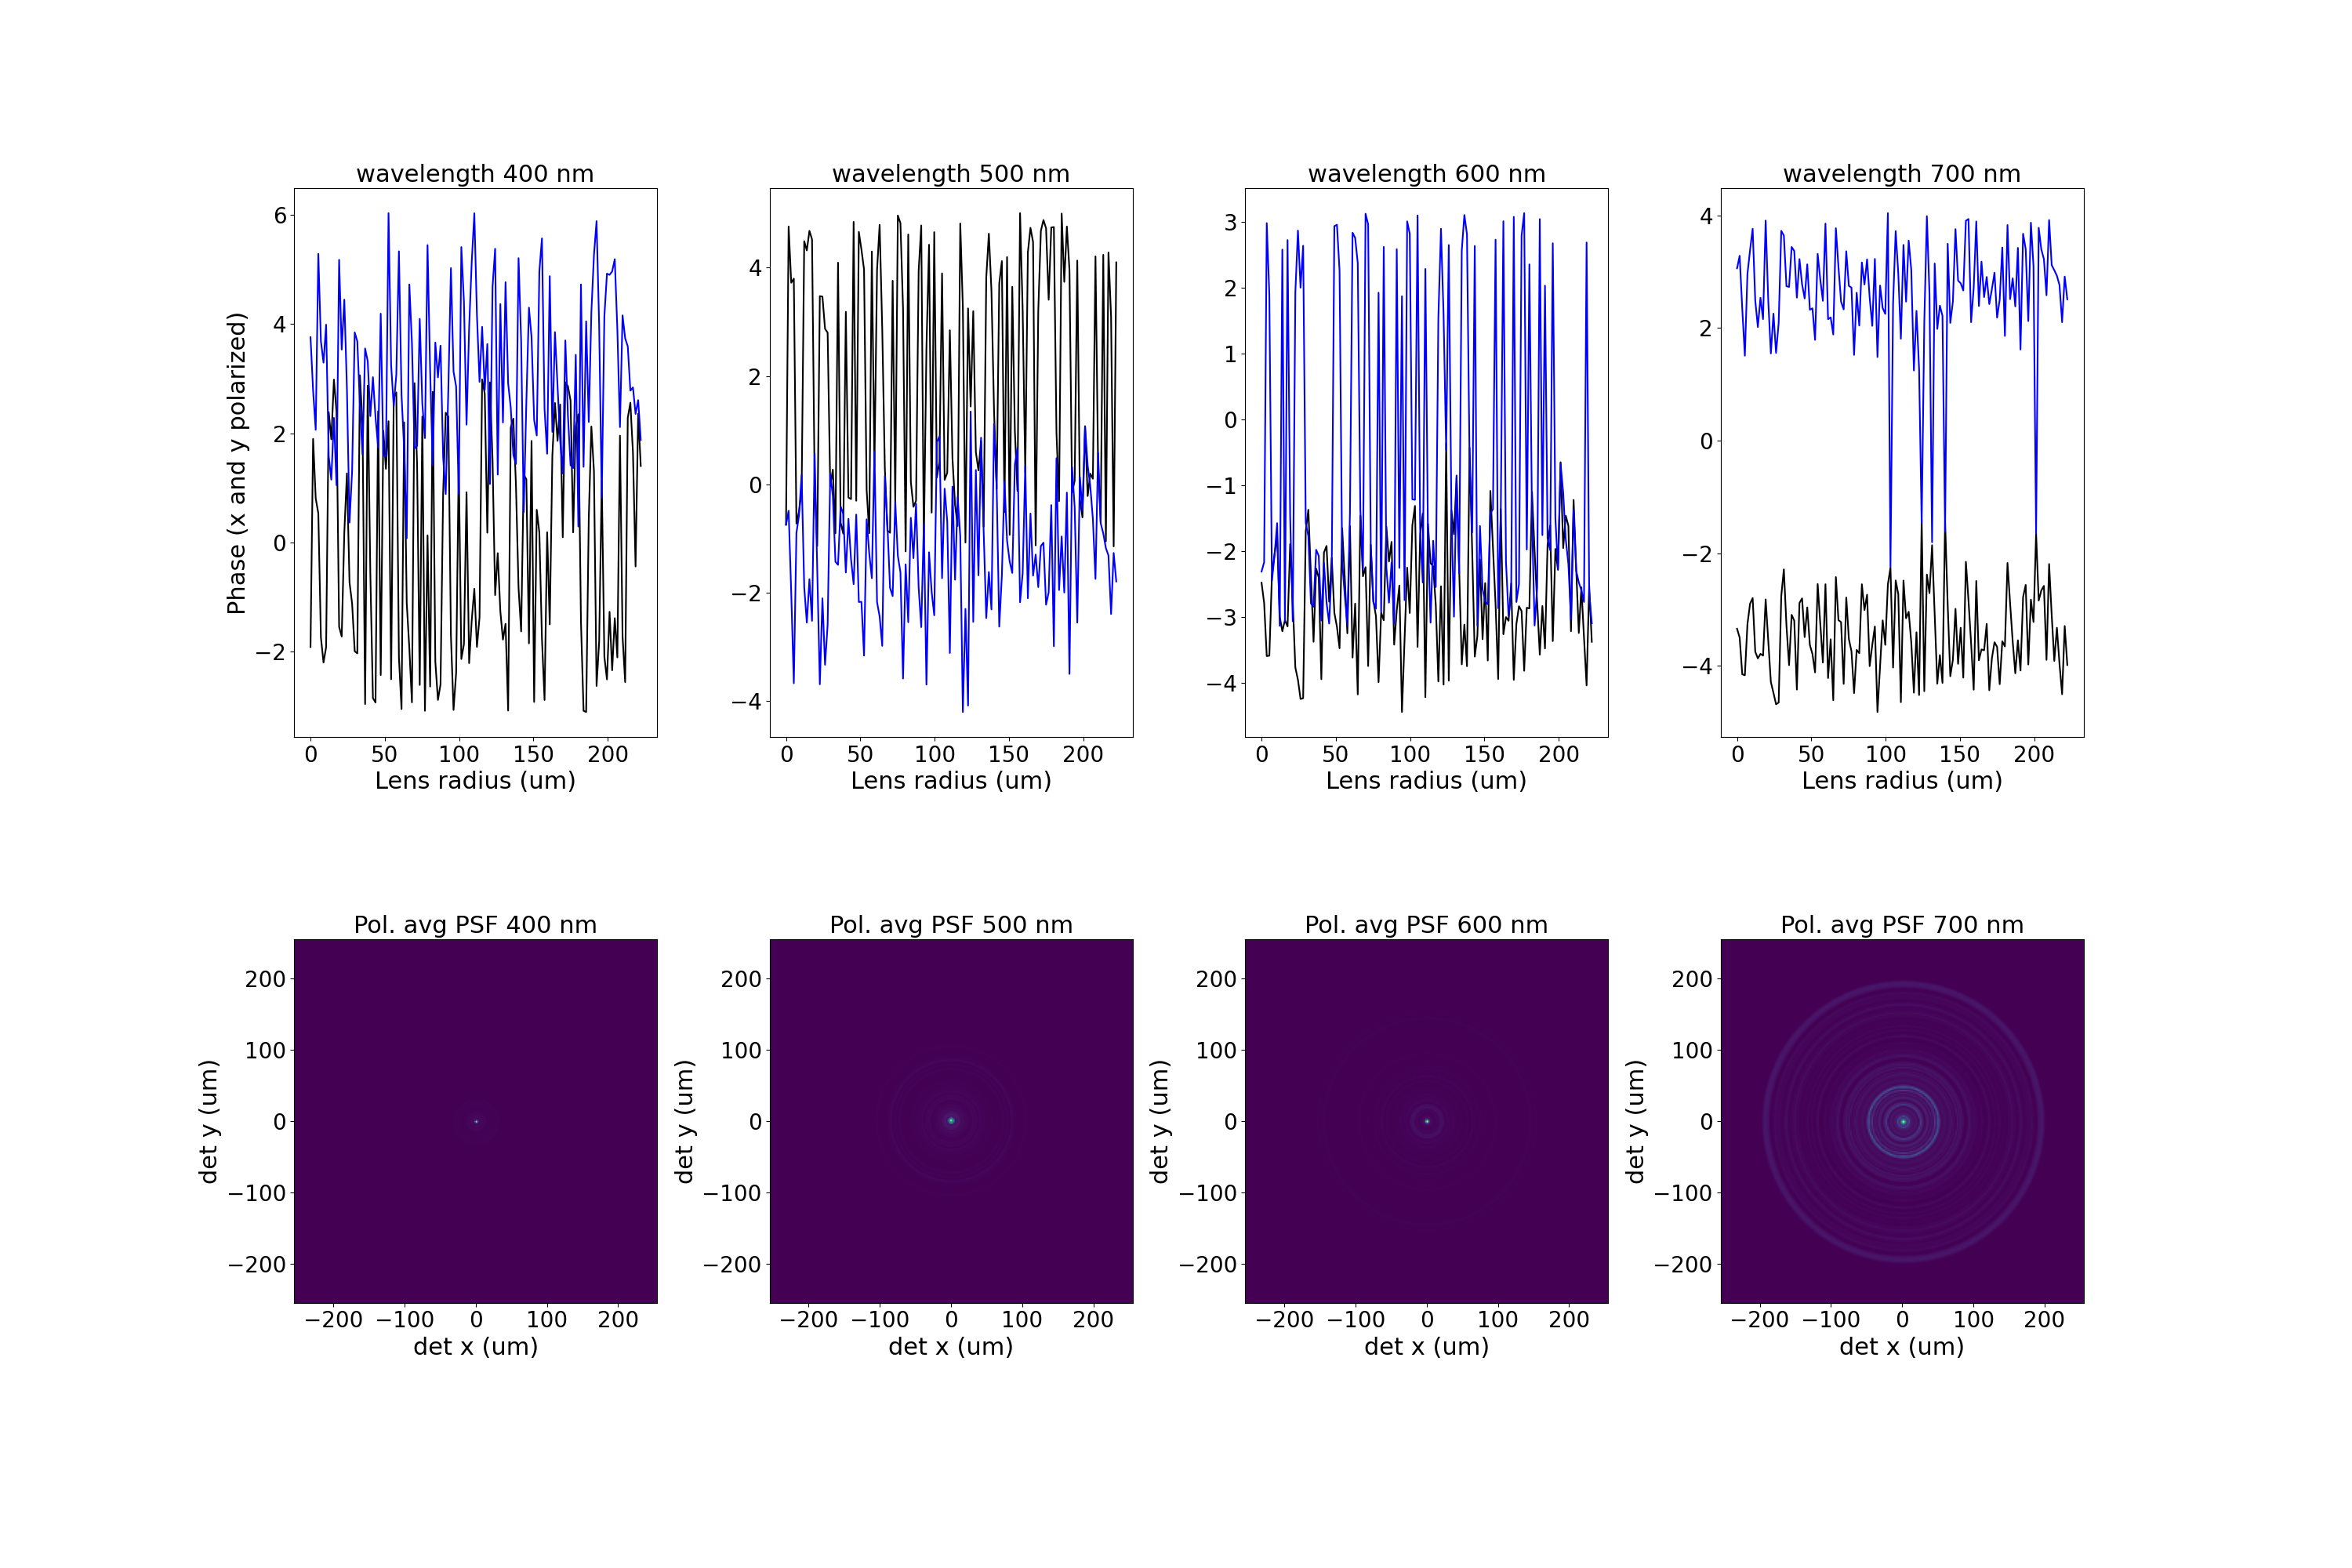 wavelength 400 nm wavelength 500 nm wavelength 600 nm wavelength 700 nm
Phase (x and y polarized)
6
4
2
0
−2
4
2
0
−2
−4
3
2
1
0
−1
−2
−3
−4
4
2
0
−2
−4
0 50 100 150 200 0 50 100 150 200 0 50 100 150 200 0 50 100 150 200
Lens radius (um) Lens radius (um) Lens radius (um) Lens radius (um)
Pol. avg PSF 400 nm Pol. avg PSF 500 nm Pol. avg PSF 600 nm Pol. avg PSF 700 nm
det y (um) det y (um) det y (um) det y (um)
200 200 200 200
100 100 100 100
0 0 0 0
−100 −100 −100 −100
−200 −200 −200 −200
−200 −100 0 100 200 −200 −100 0 100 200 −200 −100 0 100 200 −200 −100 0 100 200
det x (um) det x (um) det x (um) det x (um)